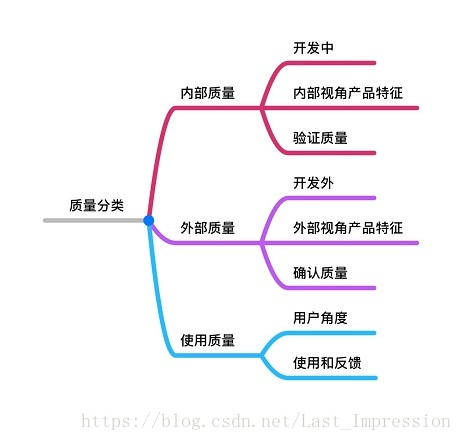 质量分类
内部质量
开发中
内部视角产品特征
验证质量
外部质量
开发外
外部视角产品特征
确认质量
使用质量
用户角度
使用和反馈
https://blog.csdn.net/Last_Impression